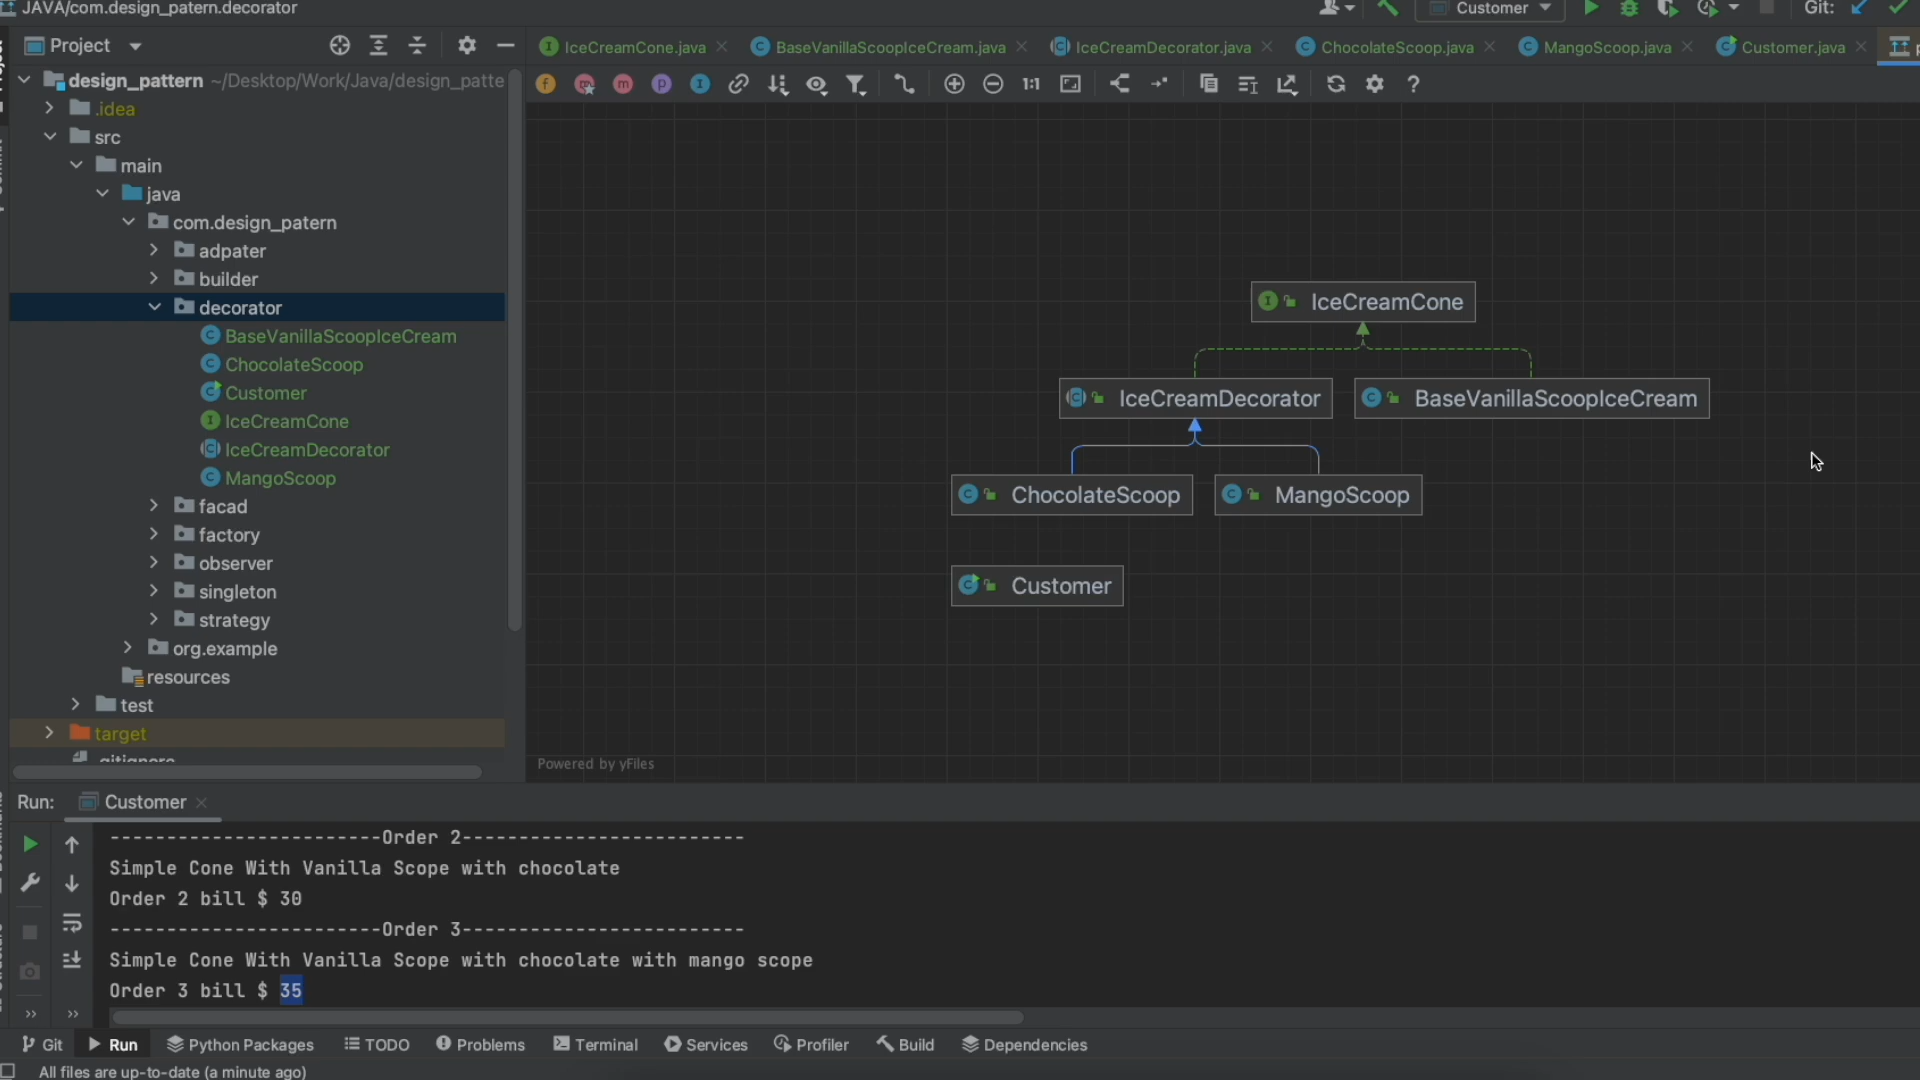 JAVA/com.design_patern.decorator
Customer
Git:
Project
IceCreamCone.java
BaseVanillaScoopIceCream.java
IceCreamDecorator.java
ChocolateScoop.java
MangoScoop.java
Customer.java
design_pattern ~/Desktop/Work/Java/design_patte
1:1
?
.idea
src
main
java
com.design_patern
adpater
builder
decorator
BaseVanillaScoopIceCream
ChocolateScoop
Customer
IceCreamCone
IceCreamDecorator
MangoScoop
facad
factory
observer
singleton
strategy
org.example
resources
test
target
.gitignore
IceCreamCone
IceCreamDecorator
BaseVanillaScoopIceCream
ChocolateScoop
MangoScoop
Customer
Powered by yFiles
Run:
Customer
------------------------Order 2-------------------------
Simple Cone With Vanilla Scope with chocolate
Order 2 bill $ 30
------------------------Order 3-------------------------
Simple Cone With Vanilla Scope with chocolate with mango scope
Order 3 bill $ 35
Git
Run
Python Packages
TODO
Problems
Terminal
Services
Profiler
Build
Dependencies
All files are up-to-date (a minute ago)